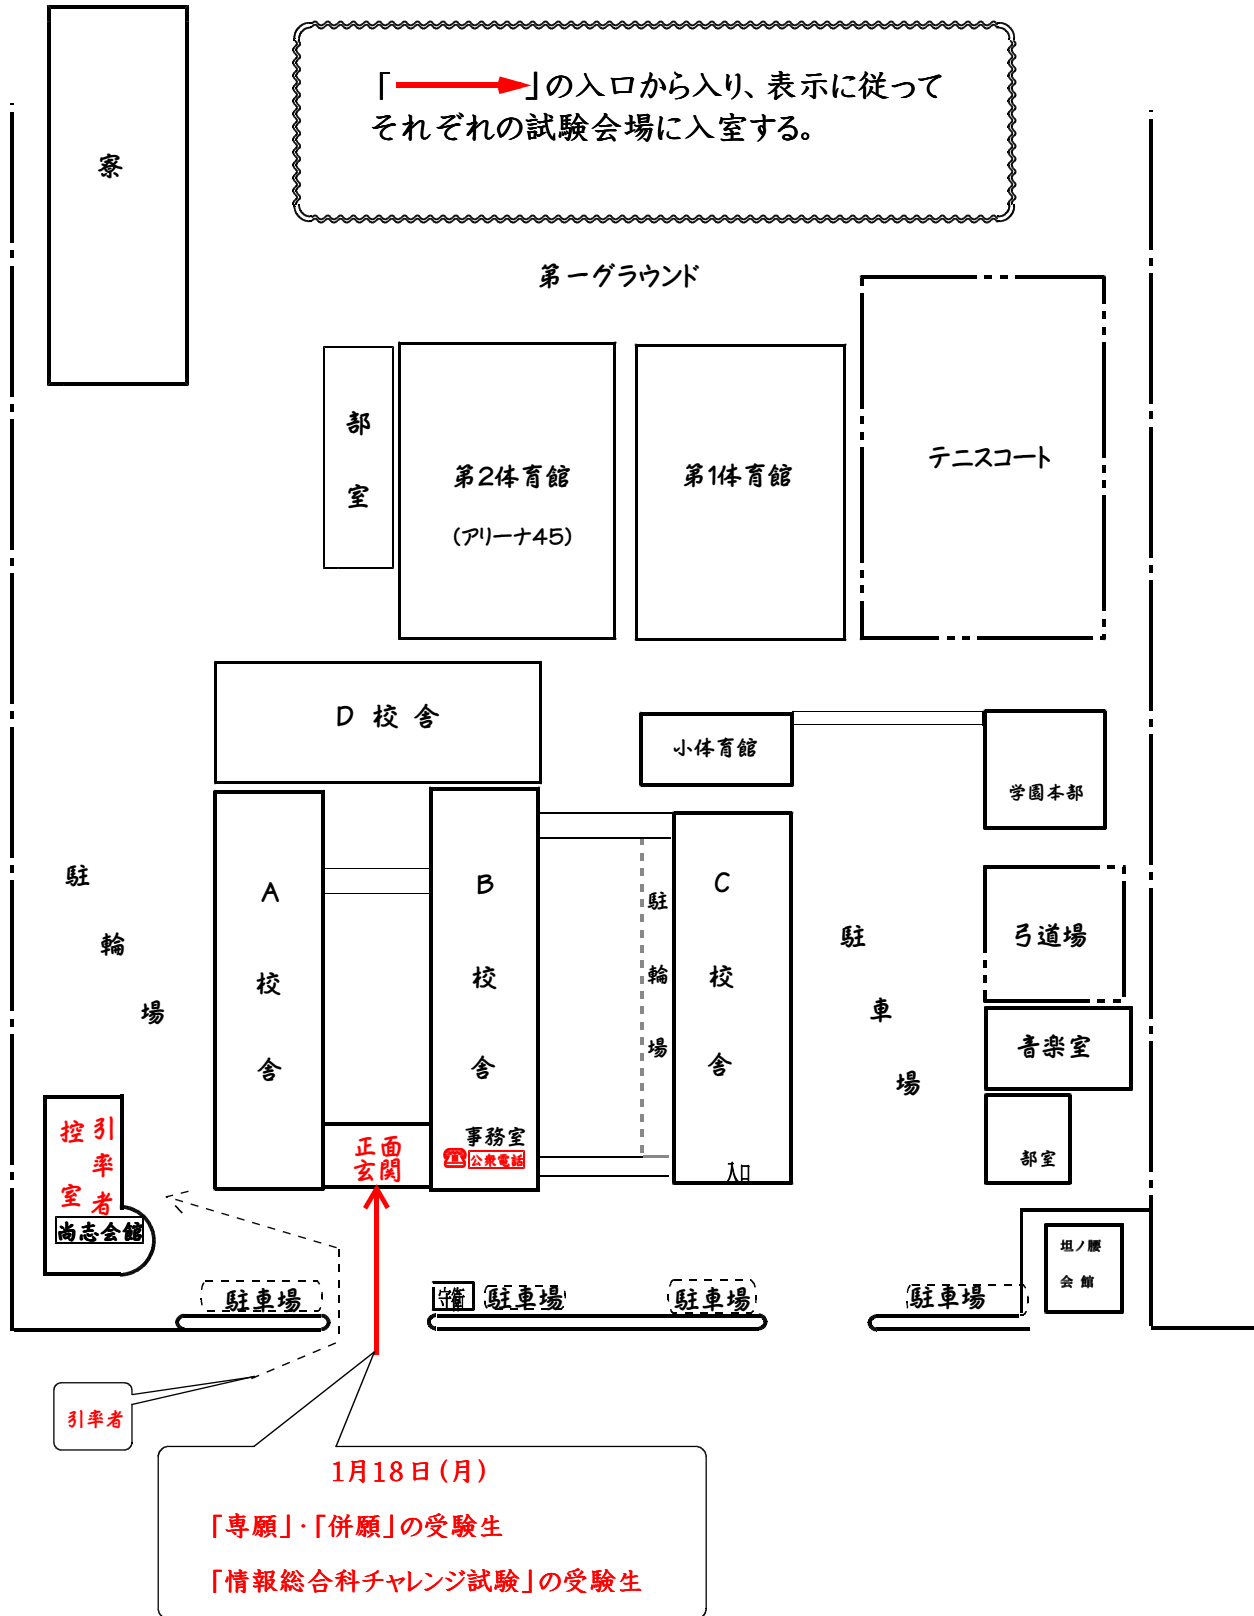 「 」の入口から入り、表示に従って
それぞれの試験会場に入室する。
寮
第一グラウンド
部室
第2体育館
(アリーナ45)
第1体育館
テニスコート
D 校 舎
小体育館
学園本部
駐輪場
A校舎
B校舎
駐輪場
C校舎
駐車場
弓道場
音楽室
部室
引率者
控室
尚志会館
正面
玄関
事務室
☎公衆電話
入口
坦ノ腰
会 館
駐車場
守衛
駐車場
駐車場
駐車場
引率者
1月18日(月)
「専願」・「併願」の受験生
「情報総合科チャレンジ試験」の受験生